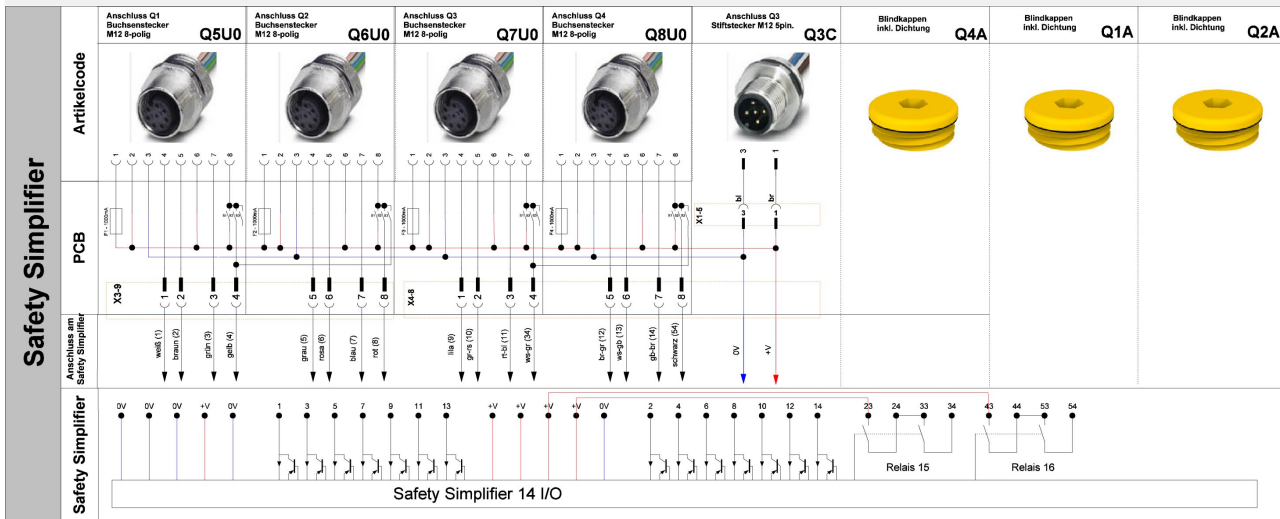 Safety Simplifier
Artikelcode
PCB
Anschluss am
Safety Simplifier
Safety Simplifier
Anschluss Q1
Buchsenstecker
M12 8-polig Q5U0
Anschluss Q2
Buchsenstecker
M12 8-polig Q6U0
Anschluss Q3
Buchsenstecker
M12 8-polig Q7U0
Anschluss Q4
Buchsenstecker
M12 8-polig Q8U0
Anschluss Q3
Stiftstecker M12 5pin. Q3C
Blindkappen
inkl. Dichtung Q4A
Blindkappen
inkl. Dichtung Q1A
Blindkappen
inkl. Dichtung Q2A
1 2 3 4 5 6 7 8
1 2 3 4 5 6 7 8
1 2 3 4 5 6 7 8
1 2 3 4 5 6 7 8
3 1
bl br
X1-5
3 1
F1 - 1000mA
F2 - 1000mA
F3 - 1000mA
F4 - 1000mA
X3-9
1 2 3 4
5 6 7 8
X4-8
1 2 3 4
5 6 7 8
weiß (1)
braun (2)
grün (3)
gelb (4)
grau (5)
rosa (6)
blau (7)
rot (8)
lila (9)
gr-rs (10)
rt-bl (11)
ws-gr (34)
br-gr (12)
ws-gb (13)
gb-br (14)
schwarz (54)
0V
+V
0V 0V 0V +V 0V 1 3 5 7 9 11 13 +V +V +V +V 0V 2 4 6 8 10 12 14 23 24 33 34 43 44 53 54
Relais 15
Relais 16
Safety Simplifier 14 I/O